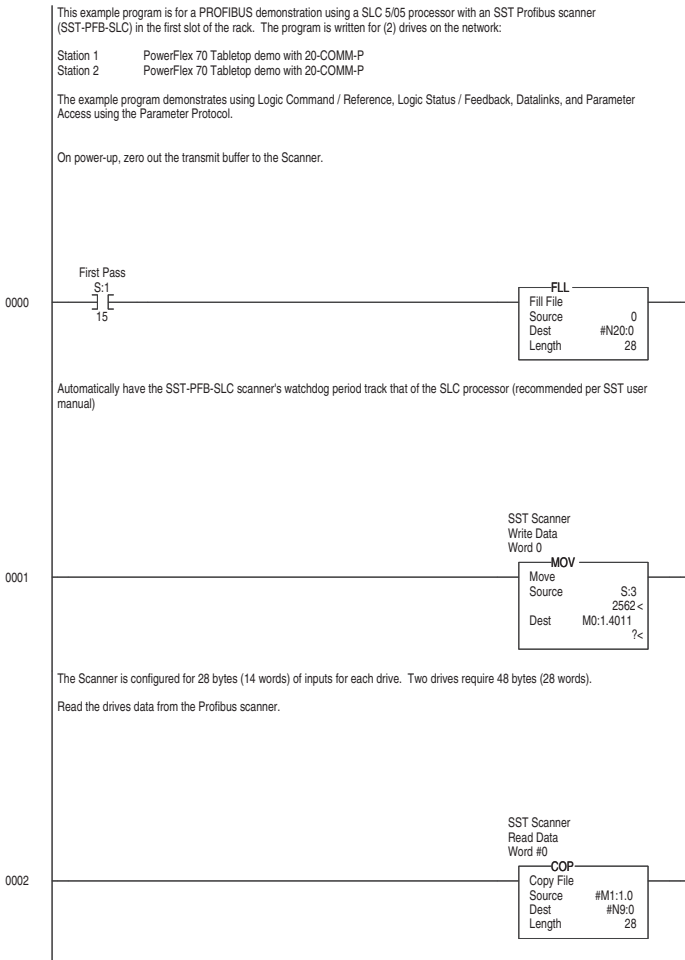 This example program is for a PROFIBUS demonstration using a SLC 5/05 processor with an SST Profibus scanner
(SST-PFB-SLC) in the first slot of the rack. The program is written for (2) drives on the network:
Station 1 PowerFlex 70 Tabletop demo with 20-COMM-P
Station 2 PowerFlex 70 Tabletop demo with 20-COMM-P
The example program demonstrates using Logic Command / Reference, Logic Status / Feedback, Datalinks, and Parameter
Access using the Parameter Protocol.
On power-up, zero out the transmit buffer to the Scanner.
First Pass
S:1
15
0000
FLL
Fill File
Source 0
Dest #N20:0
Length 28
Automatically have the SST-PFB-SLC scanner's watchdog period track that of the SLC processor (recommended per SST user
manual)
SST Scanner
Write Data
Word 0
0001
MOV
Move
Source S:3
2562<
Dest M0:1.4011
?<
The Scanner is configured for 28 bytes (14 words) of inputs for each drive. Two drives require 48 bytes (28 words).
Read the drives data from the Profibus scanner.
SST Scanner
Read Data
Word #0
0002
COP
Copy File
Source #M1:1.0
Dest #N9:0
Length 28